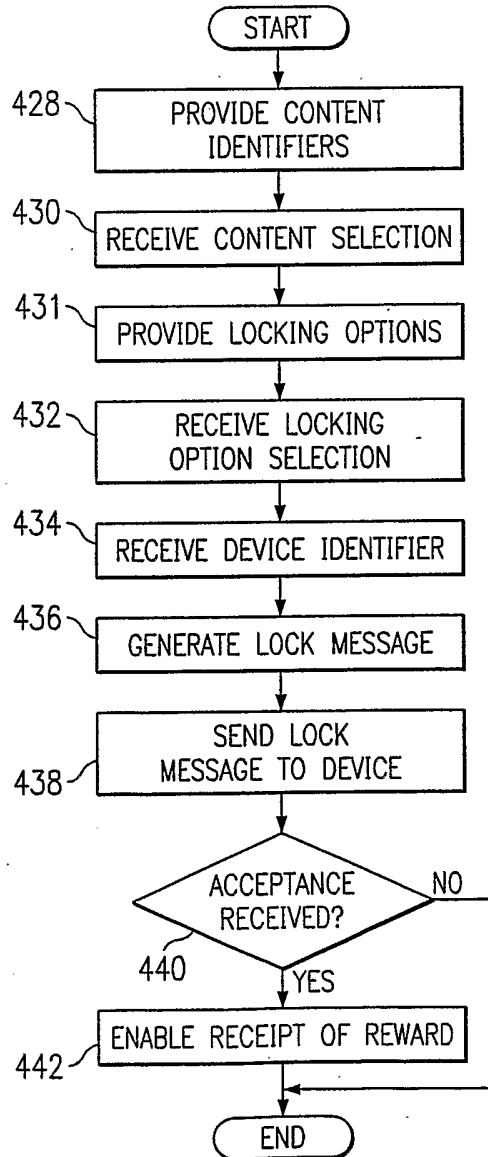 START
428
PROVIDE CONTENT
IDENTIFIERS
430
RECEIVE CONTENT SELECTION
431
PROVIDE LOCKING OPTIONS
432
RECEIVE LOCKING
OPTION SELECTION
434
RECEIVE DEVICE IDENTIFIER
436
GENERATE LOCK MESSAGE
SEND LOCK
MESSAGE TO DEVICE
438
ACCEPTANCE
RECEIVED?
NO
440
YES
ENABLE RECEIPT OF REWARD
442
END